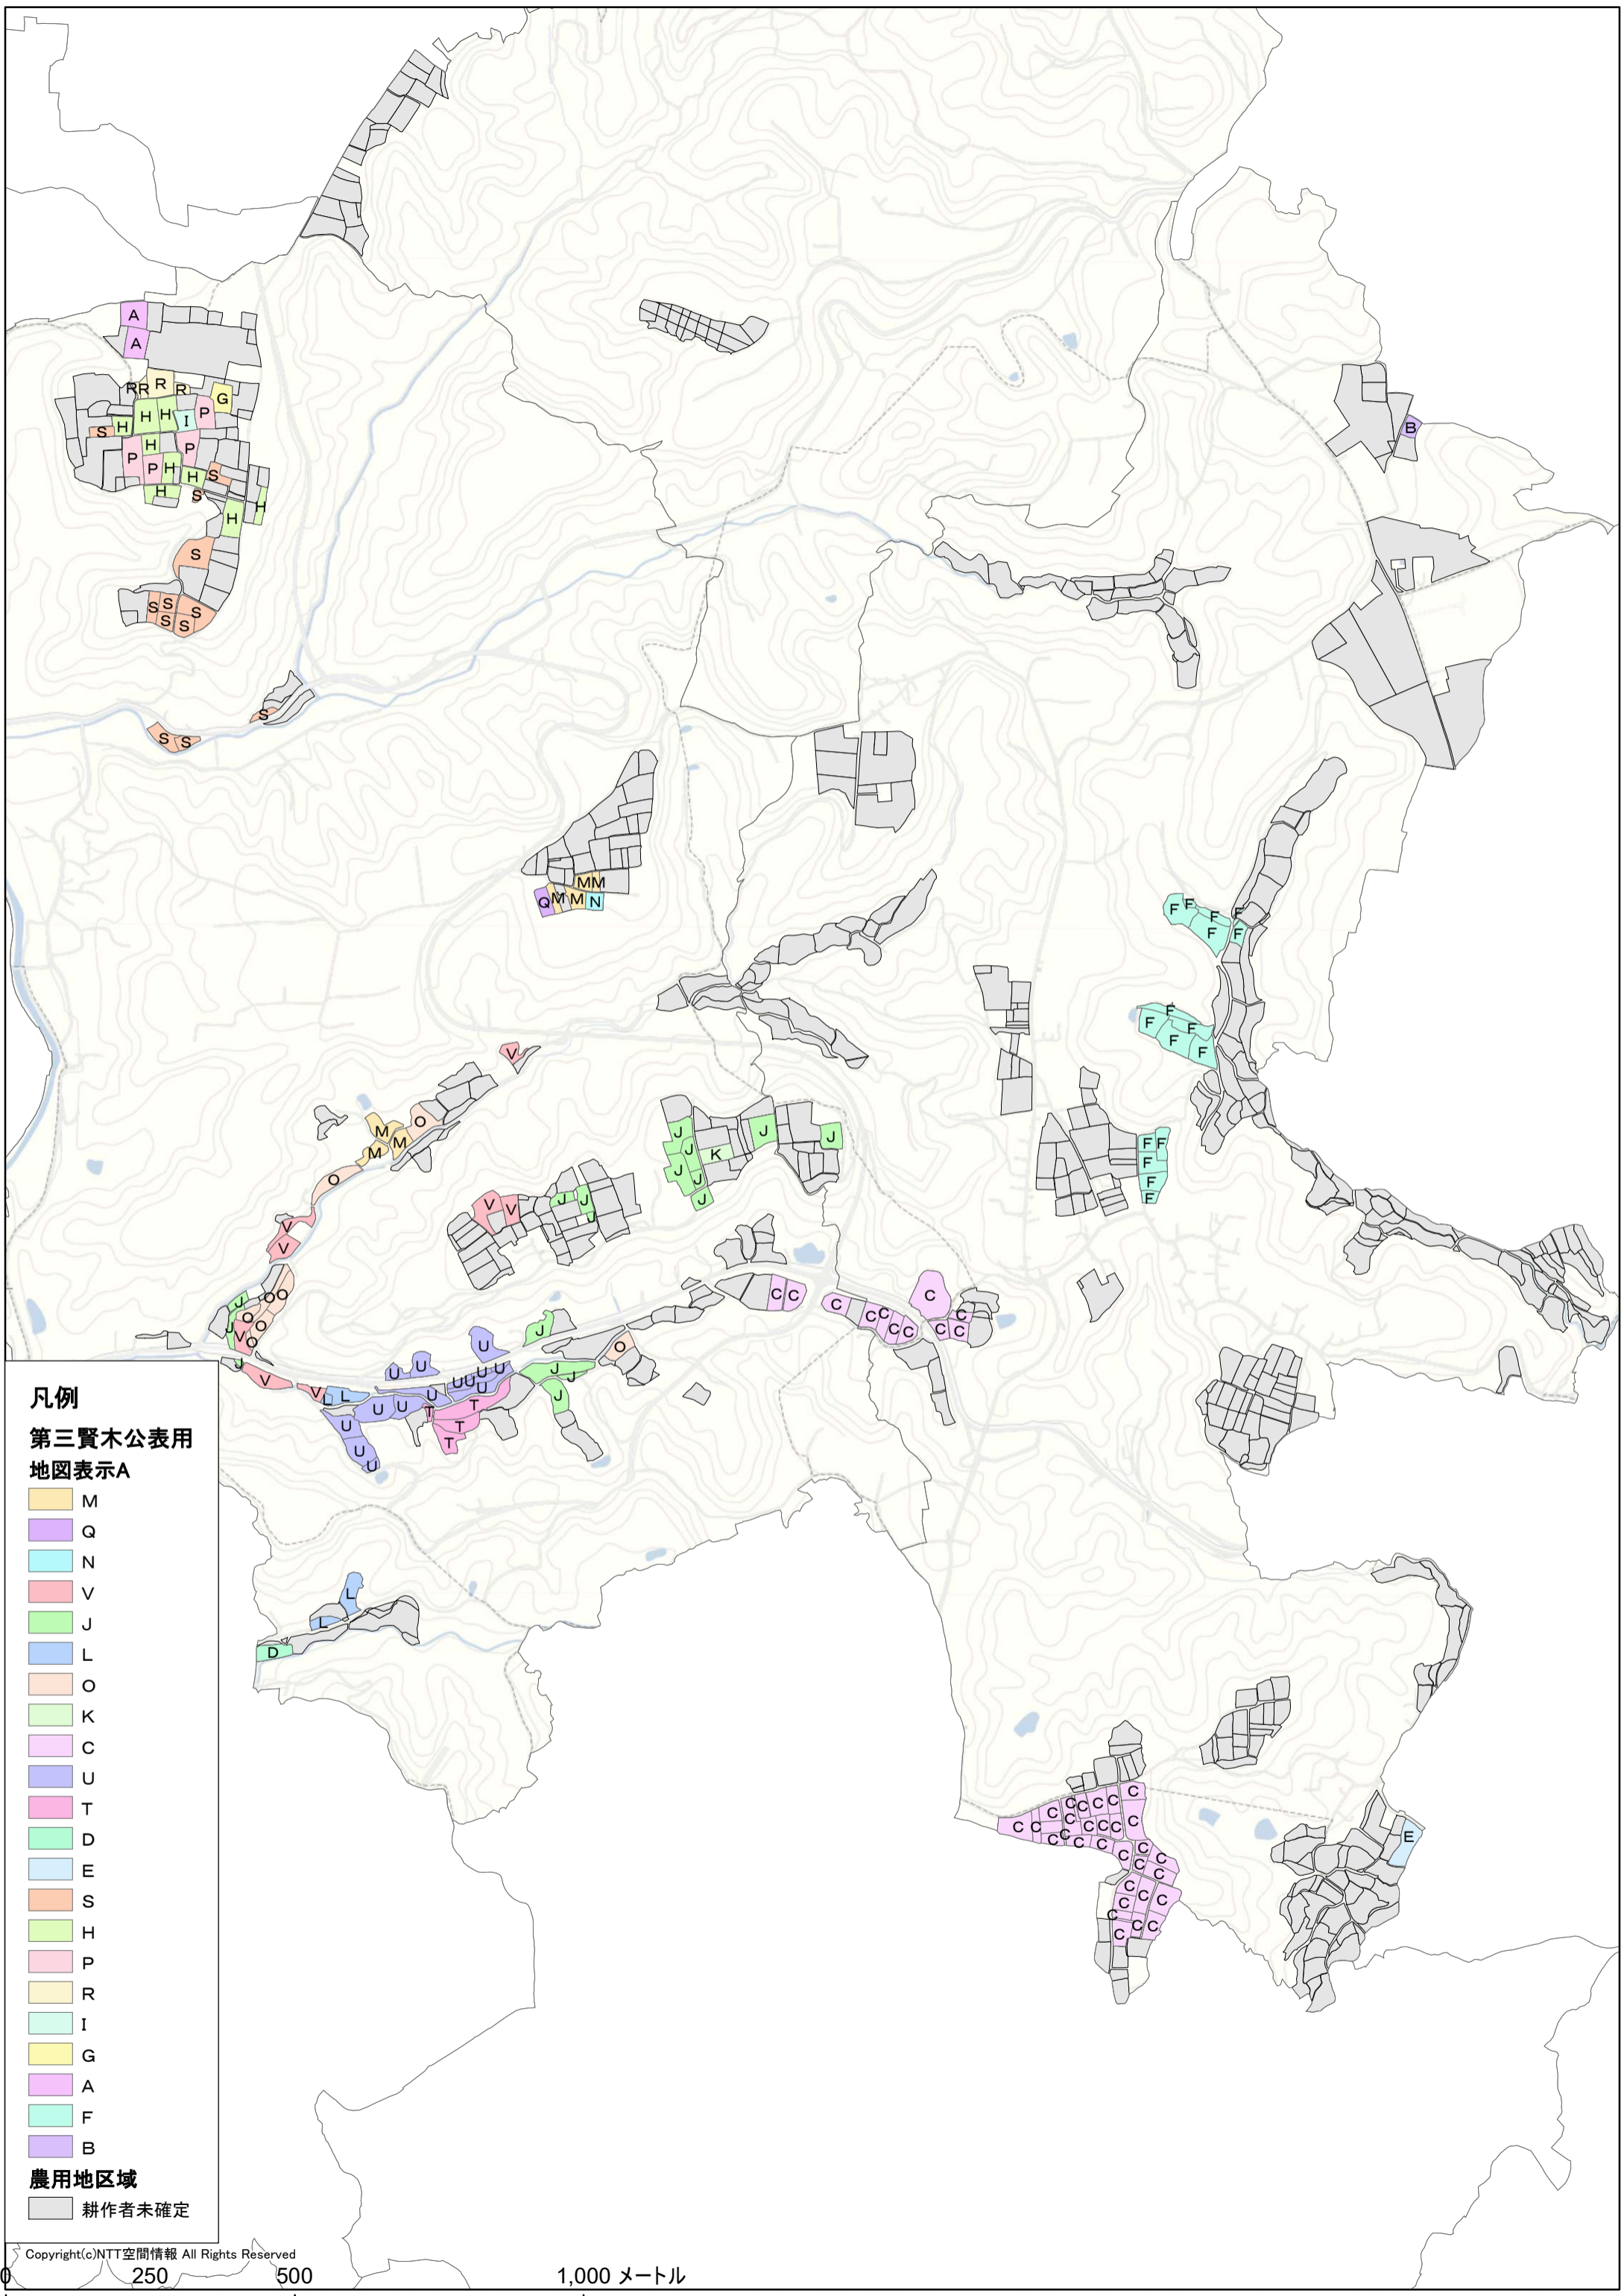 A
A
R R R R
G
H H I P
S H
H P
P P H H S
H S H
H
S
S S S
S S
S
S S
B
M M
Q M M N
F F F F
F F
F
F F
F F
V
M O
M M
O
J J J
J K
J J
J
F F
F
F
F
V V J J
J
V
V
O O
J O
J V O O
J
V
V L L
U U U
U U U U
U U U U
U
U
U
T T
T
T
J
J J
J
O
C C
C C C C C
C
C C C
L
L
D
C C C C C C
C C C C C C C
C C C C
C C C
C C
C C C
C C C C
C
E
凡例
第三賢木公表用
地図表示A
M
Q
N
V
J
L
O
K
C
U
T
D
E
S
H
P
R
I
G
A
F
B
農用地区域
耕作者未確定
Copyright(c)NTT空間情報 All Rights Reserved
0 250 500 1,000 メートル